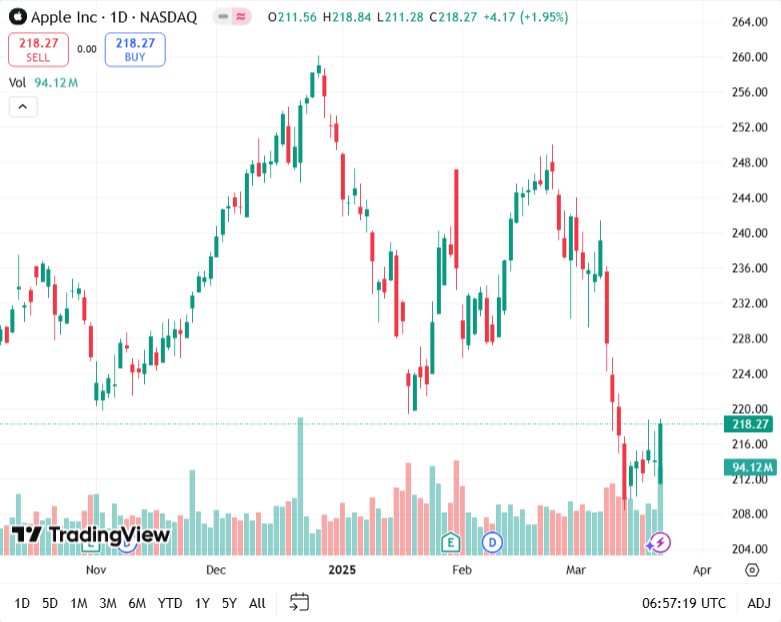 Apple Inc · 1D · NASDAQ O211.56 H218.84 L211.28 C218.27 +4.17 (+1.95%)
218.27 SELL 0.00 218.27 BUY
Vol 94.12M
264.00
260.00
256.00
252.00
248.00
244.00
240.00
236.00
232.00
228.00
224.00
220.00
218.27
216.00
94.12M
212.00
208.00
204.00
TradingView
E D E D
Nov Dec 2025 Feb Mar Apr
1D 5D 1M 3M 6M YTD 1Y 5Y All 06:57:19 UTC ADJ